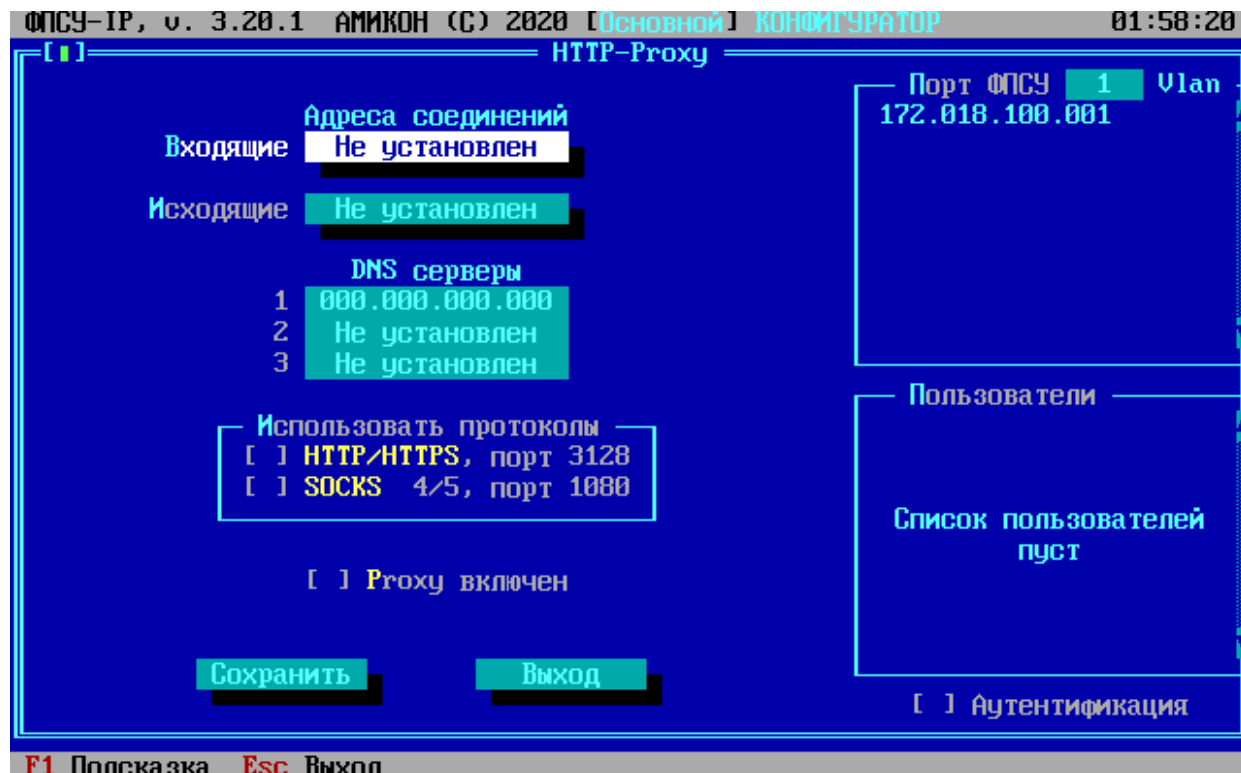 ФПСУ-IP, v. 3.20.1 АМИКОН (С) 2020 [Основной] КОНФИГУРАТОР 01:58:20
HTTP-Proxy
Адреса соединений
Входящие Не установлен
Исходящие Не установлен
DNS серверы
1 000.000.000.000
2 Не установлен
3 Не установлен
Использовать протоколы
[ ] HTTP/HTTPS, порт 3128
[ ] SOCKS 4/5, порт 1080
[ ] Proxy включен
Сохранить Выход
Порт ФПСУ 1 Vlan
172.018.100.001
Пользователи
Список пользователей
пуст
[ ] Аутентификация
F1 Подсказка Esc Выход